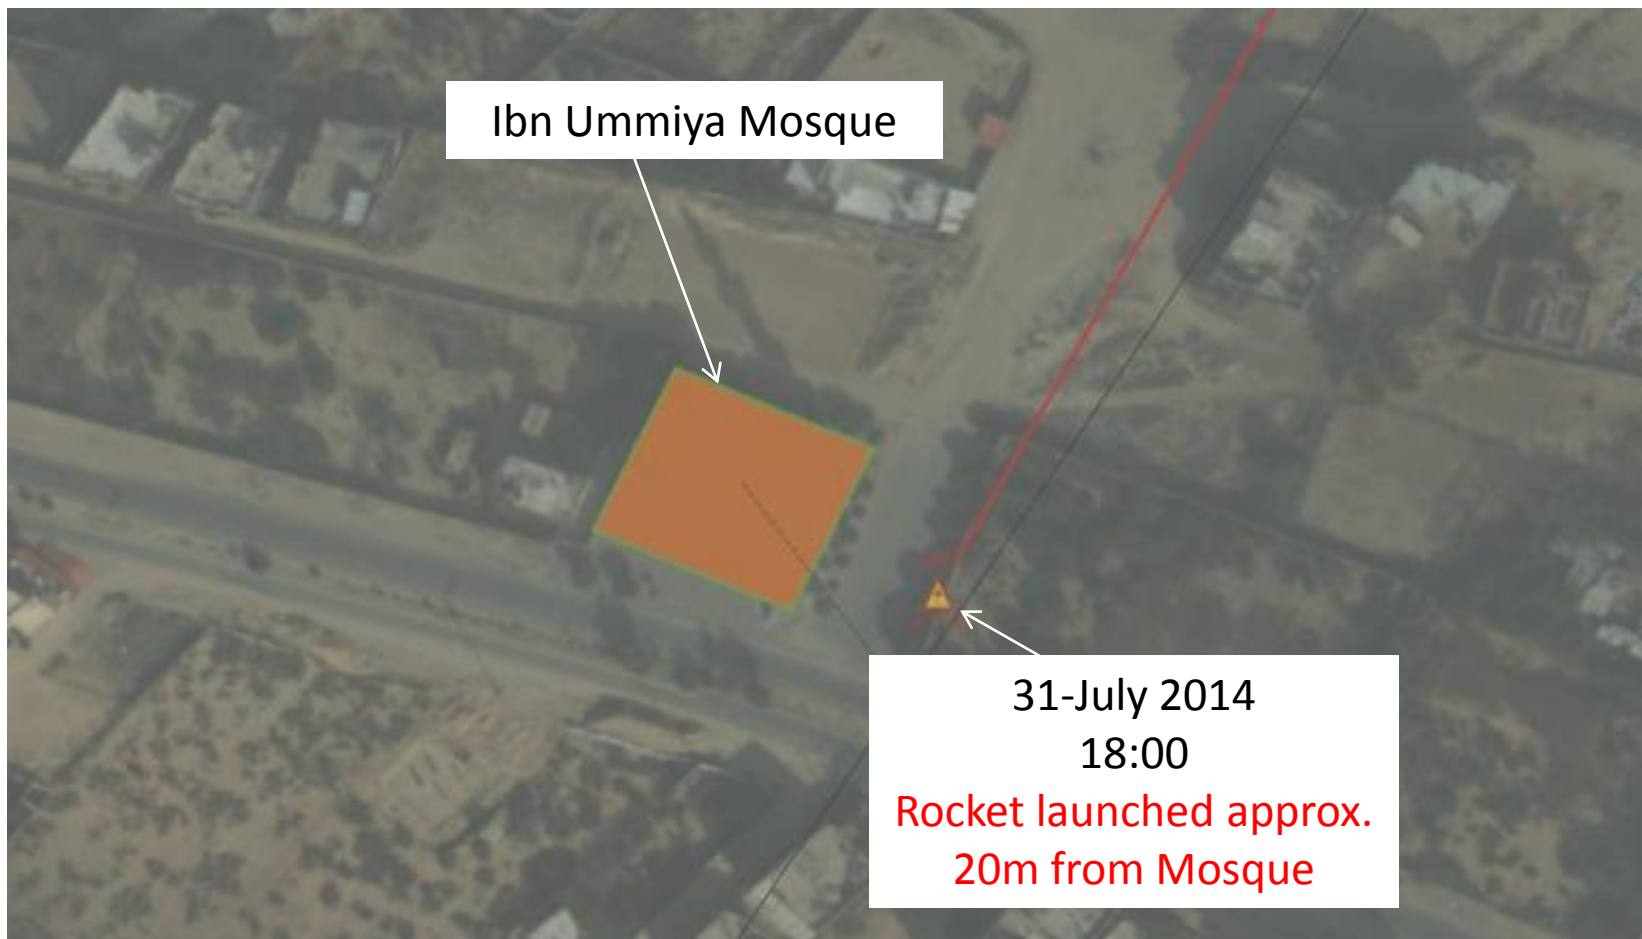 Ibn Ummiya Mosque
31-July 2014
18:00
Rocket launched approx.
20m from Mosque